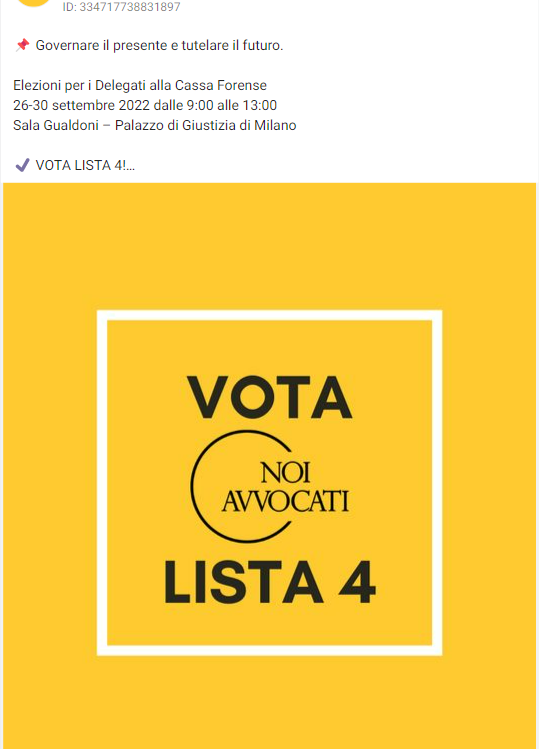 ID: 334717738831897
📌 Governare il presente e tutelare il futuro.
Elezioni per i Delegati alla Cassa Forense
26-30 settembre 2022 dalle 9:00 alle 13:00
Sala Gualdoni – Palazzo di Giustizia di Milano
✔ VOTA LISTA 4!...
VOTA
NOI
AVVOCATI
LISTA 4